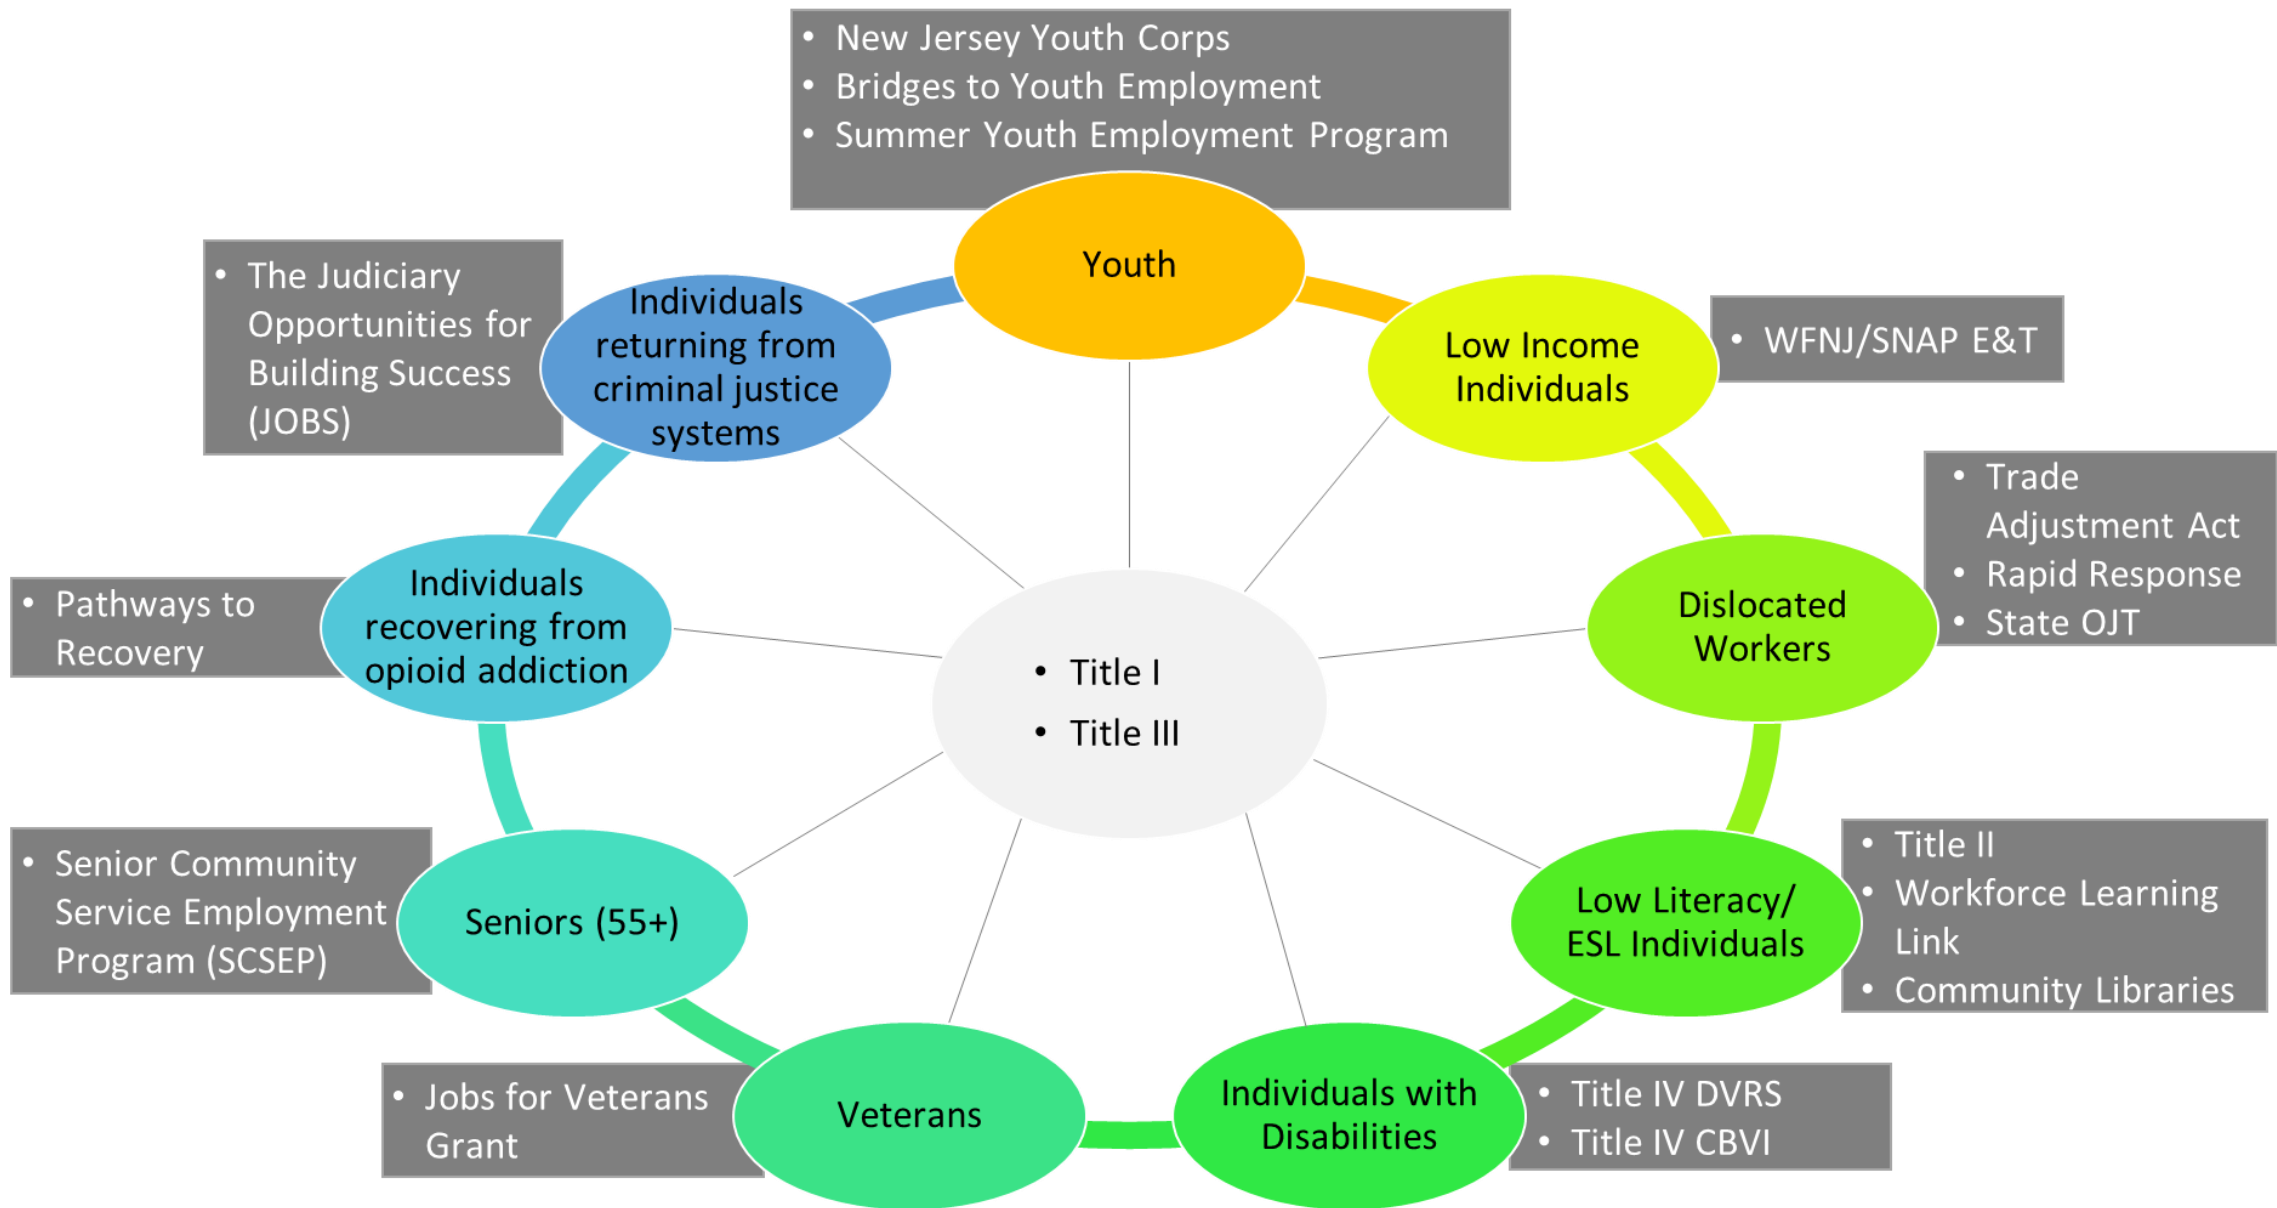 • New Jersey Youth Corps
• Bridges to Youth Employment
• Summer Youth Employment Program
Youth
• The Judiciary
Opportunities for
Building Success
(JOBS)
Individuals
returning from
criminal justice
systems
Low Income
Individuals
• WFNJ/SNAP E&T
• Trade
Adjustment Act
• Rapid Response
• State OJT
Dislocated
Workers
• Pathways to
Recovery
Individuals
recovering from
opioid addiction
• Title I
• Title III
• Senior Community
Service Employment
Program (SCSEP)
Seniors (55+)
Low Literacy/
ESL Individuals
• Title II
• Workforce Learning
Link
• Community Libraries
• Jobs for Veterans
Grant
Veterans
Individuals with
Disabilities
• Title IV DVRS
• Title IV CBVI